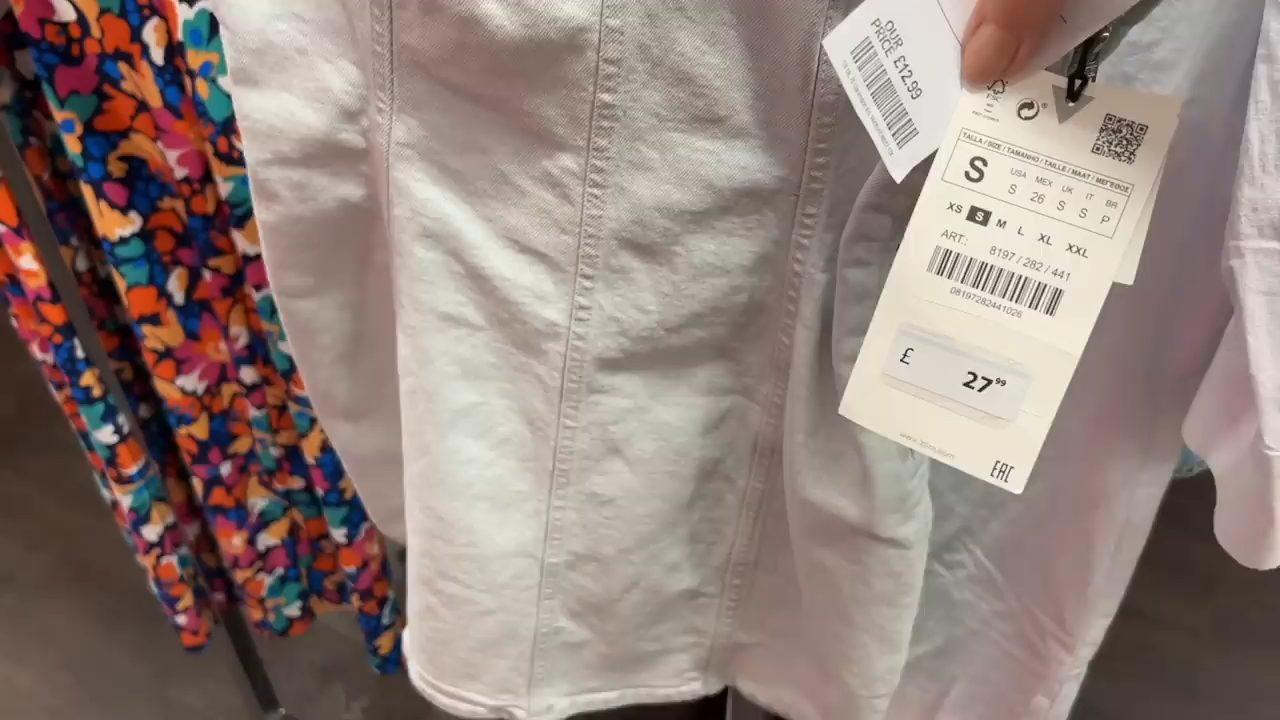 OUR
PRICE £12.99
TALLA / SIZE / TAMANHO / TAILLE / MAAT / ΜΕΓΕΘΟΣ
S
USA MEX UK IT BR
S 26 S S P
XS S M L XL XXL
ART.: 8197 / 282 / 441
08197282441026
£ 27⁹⁹
EAC